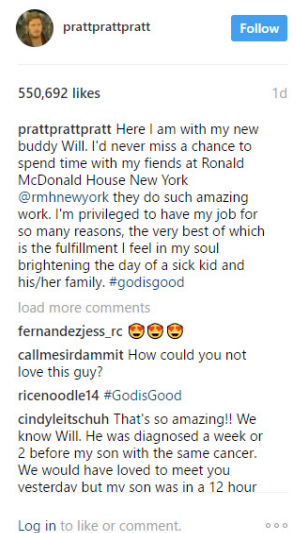 prattprattpratt
Follow
550,692 likes 1d
prattprattpratt Here I am with my new
buddy Will. I'd never miss a chance to
spend time with my fiends at Ronald
McDonald House New York
@rmhnewyork they do such amazing
work. I'm privileged to have my job for
so many reasons, the very best of which
is the fulfillment I feel in my soul
brightening the day of a sick kid and
his/her family. #godisgood
load more comments
fernandezjess_rc 😍😍😍
callmesirdammit How could you not
love this guy?
ricenoodle14 #GodisGood
cindyleitschuh That's so amazing!! We
know Will. He was diagnosed a week or
2 before my son with the same cancer.
We would have loved to meet you
yesterday but my son was in a 12 hour
Log in to like or comment.